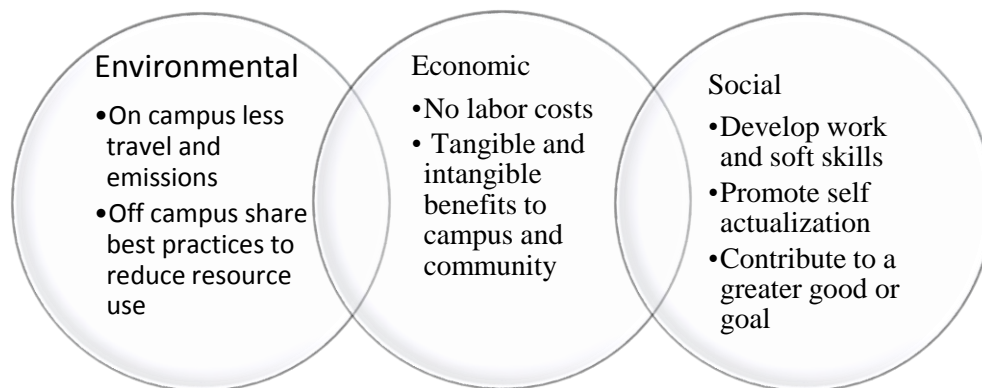 Environmental
•On campus less
travel and
emissions
•Off campus share
best practices to
reduce resource
use
Economic
•No labor costs
• Tangible and
intangible
benefits to
campus and
community
Social
•Develop work
and soft skills
•Promote self
actualization
•Contribute to a
greater good or
goal